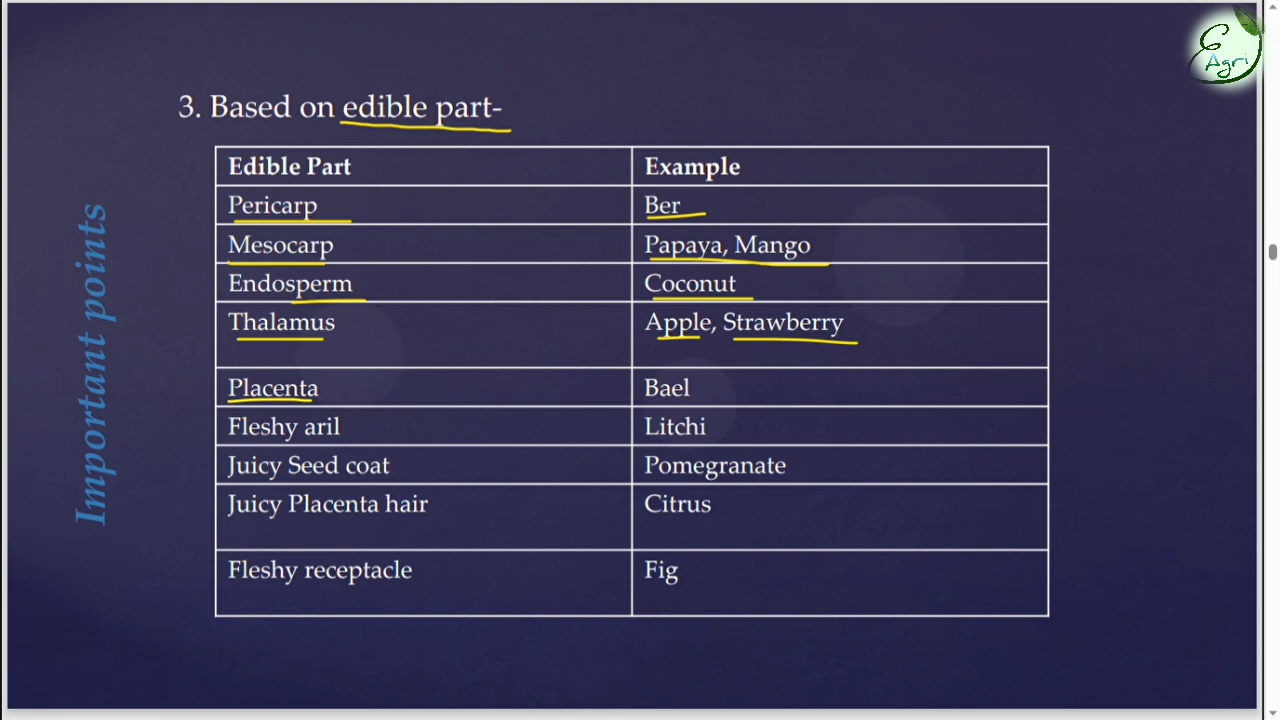 E
Agri
3. Based on edible part-
Important points
Edible Part Example
Pericarp Ber
Mesocarp Papaya, Mango
Endosperm Coconut
Thalamus Apple, Strawberry
Placenta Bael
Fleshy aril Litchi
Juicy Seed coat Pomegranate
Juicy Placenta hair Citrus
Fleshy receptacle Fig